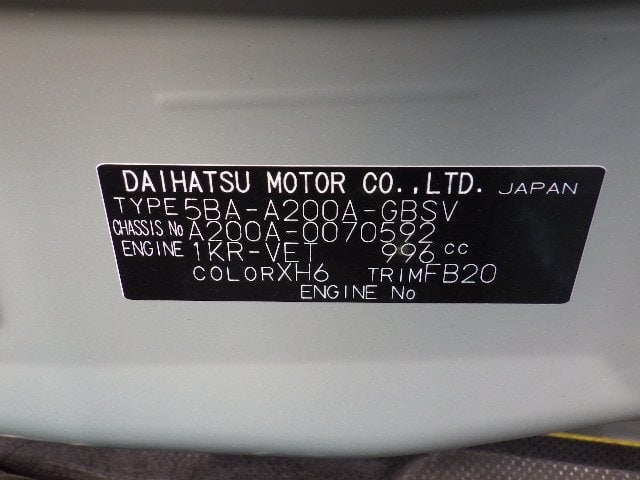 DAIHATSU MOTOR CO.,LTD. JAPAN
TYPE 5BA-A200A-GBSV
CHASSIS No A200A-0070592
ENGINE 1KR-VET 996 cc
COLOR XH6 TRIM FB20
ENGINE No